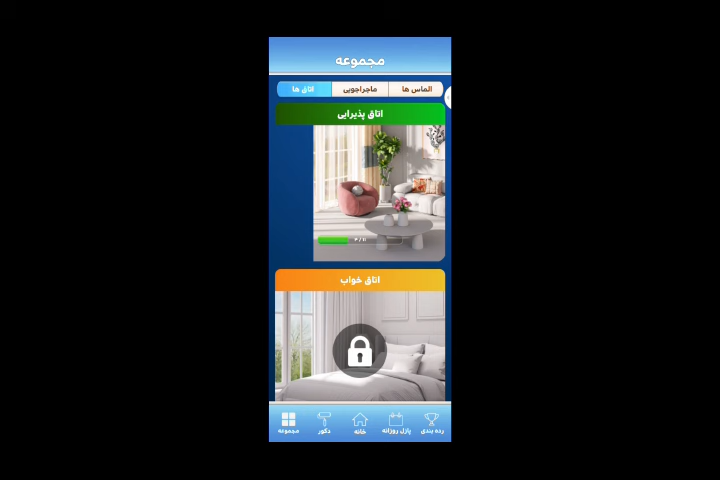 مجموعه
الماس ها
ماجراجویی
اتاق ها
اتاق پذیرایی
اتاق خواب
رده بندی
پازل روزانه
خانه
دکور
مجموعه